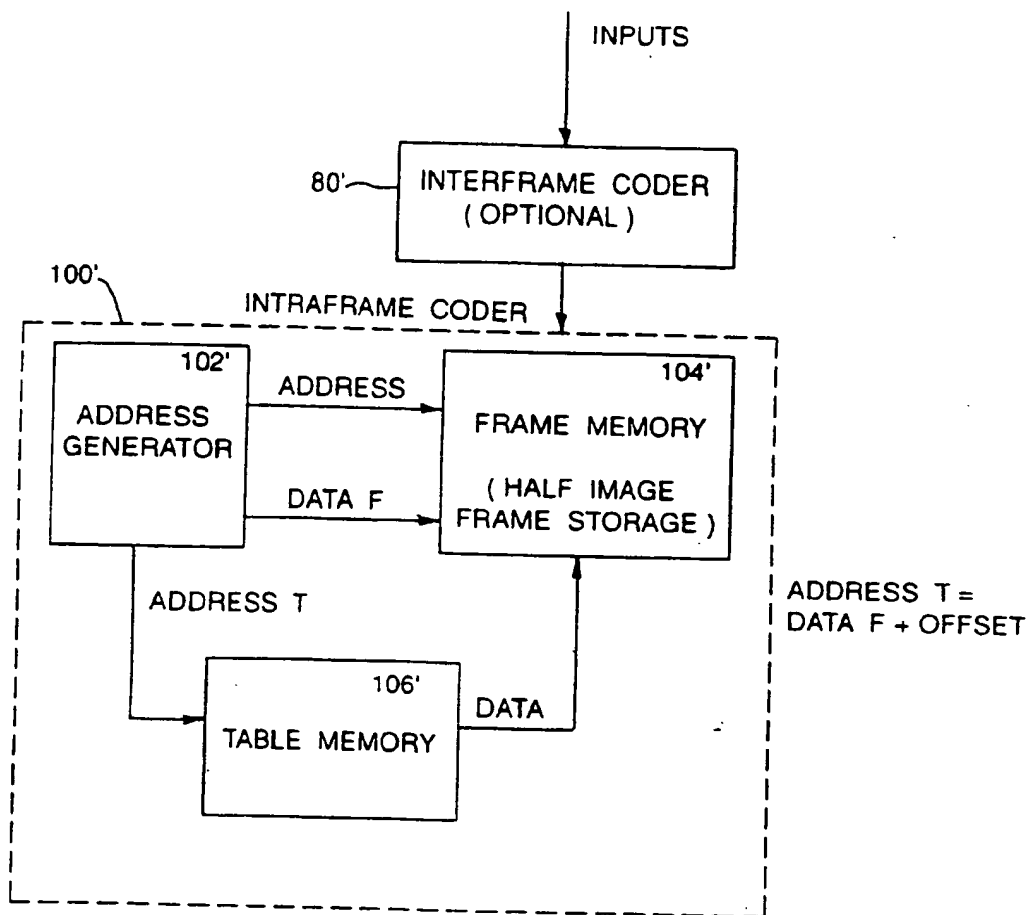 INPUTS
80'
INTERFRAME CODER
( OPTIONAL )
100'
INTRAFRAME CODER
102'
ADDRESS
GENERATOR
ADDRESS
DATA F
104'
FRAME MEMORY
( HALF IMAGE
FRAME STORAGE )
ADDRESS T
ADDRESS T =
DATA F + OFFSET
106'
TABLE MEMORY
DATA